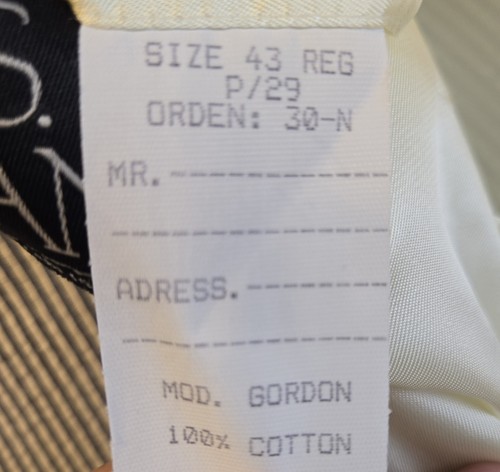 SIZE 43 REG
P/29
ORDEN: 30-N
MR.
ADRESS.
MOD. GORDON
100% COTTON